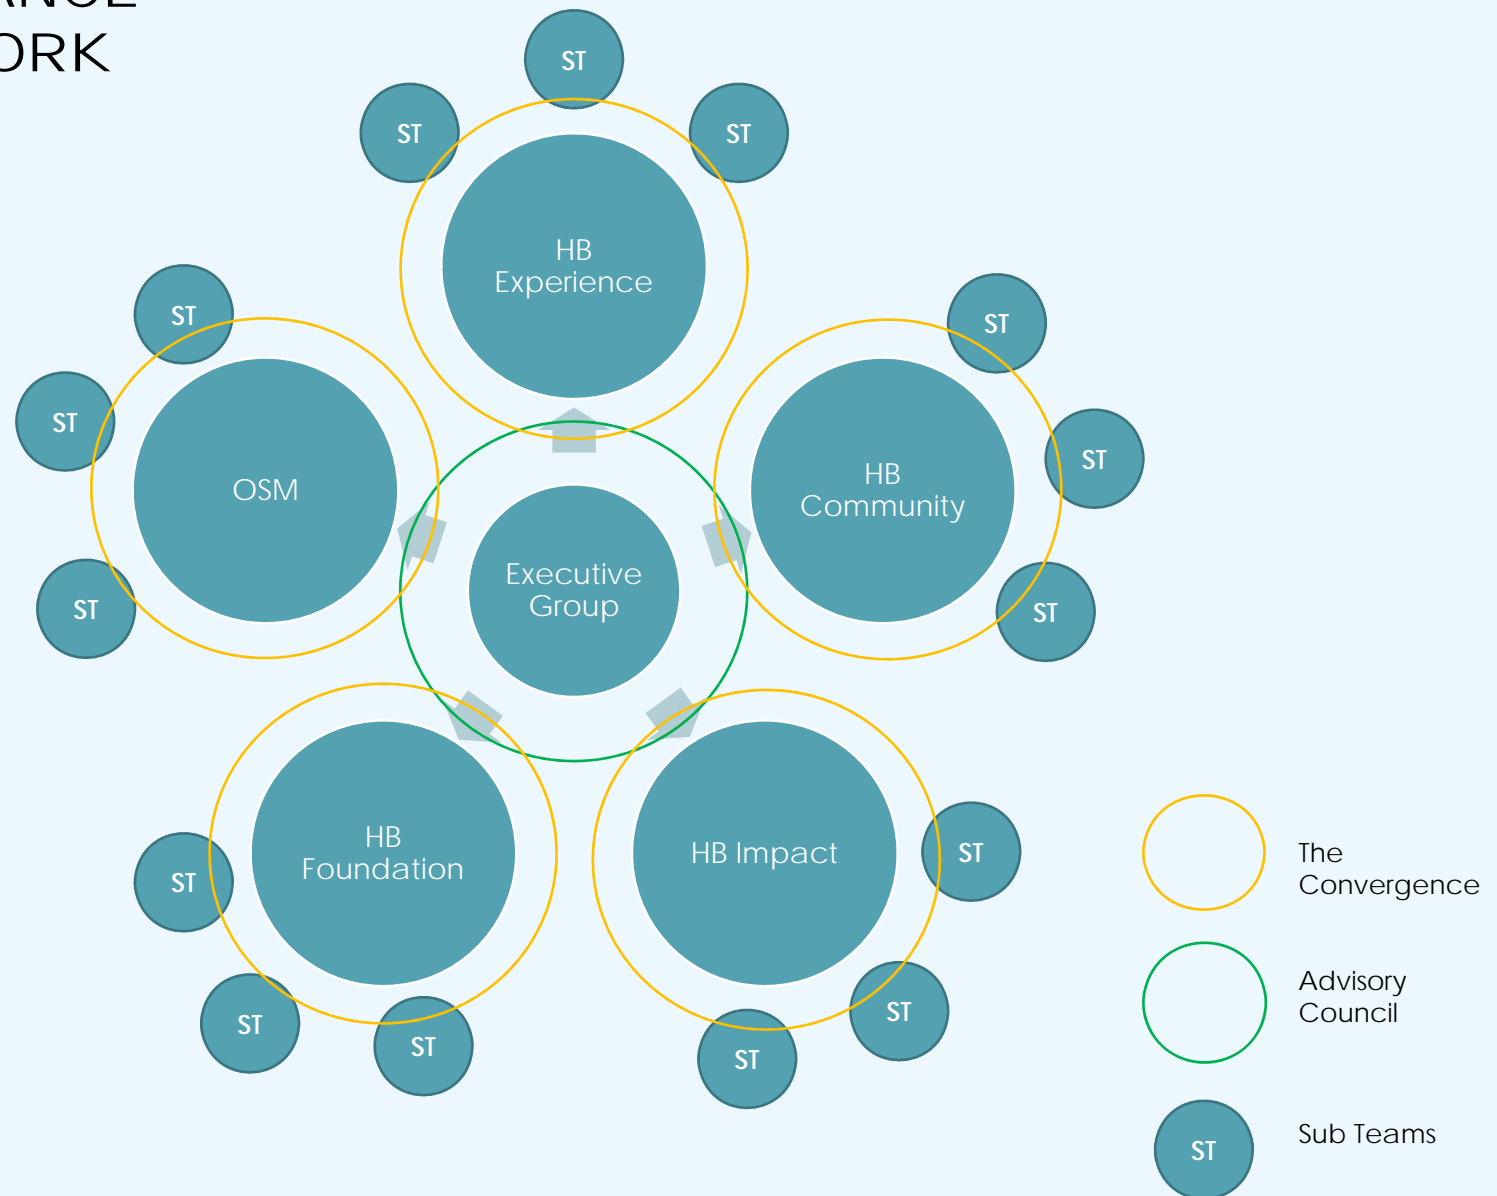 ORK
ST
ST
ST
HB
Experience
ST
ST
ST
OSM
ST
HB
Community
ST
ST
ST
Executive
Group
HB
Foundation
ST
ST
ST
HB Impact
ST
ST
ST
The
Convergence
Advisory
Council
ST
Sub Teams